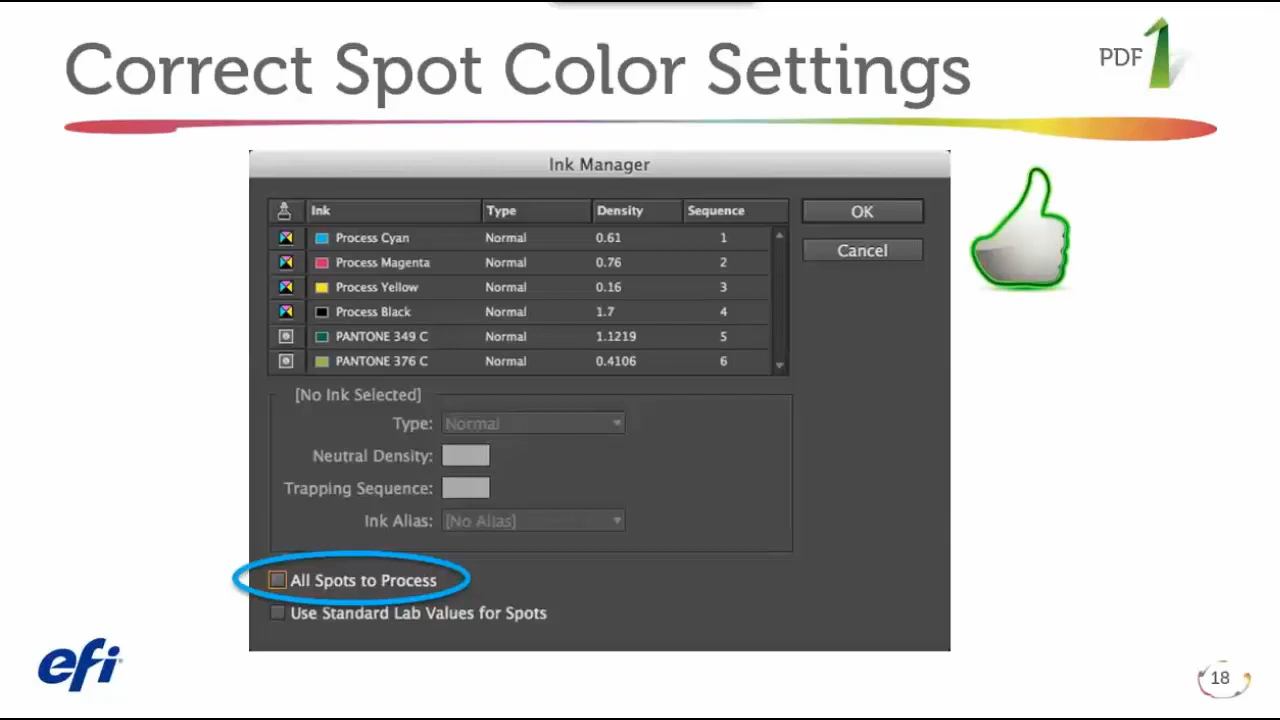 Correct Spot Color Settings
PDF 1
Ink Manager
Ink Type Density Sequence
Process Cyan Normal 0.61 1
Process Magenta Normal 0.76 2
Process Yellow Normal 0.16 3
Process Black Normal 1.7 4
PANTONE 349 C Normal 1.1219 5
PANTONE 376 C Normal 0.4106 6
OK
Cancel
[No Ink Selected]
Type: Normal
Neutral Density:
Trapping Sequence:
Ink Alias: [No Alias]
All Spots to Process
Use Standard Lab Values for Spots
efi
18